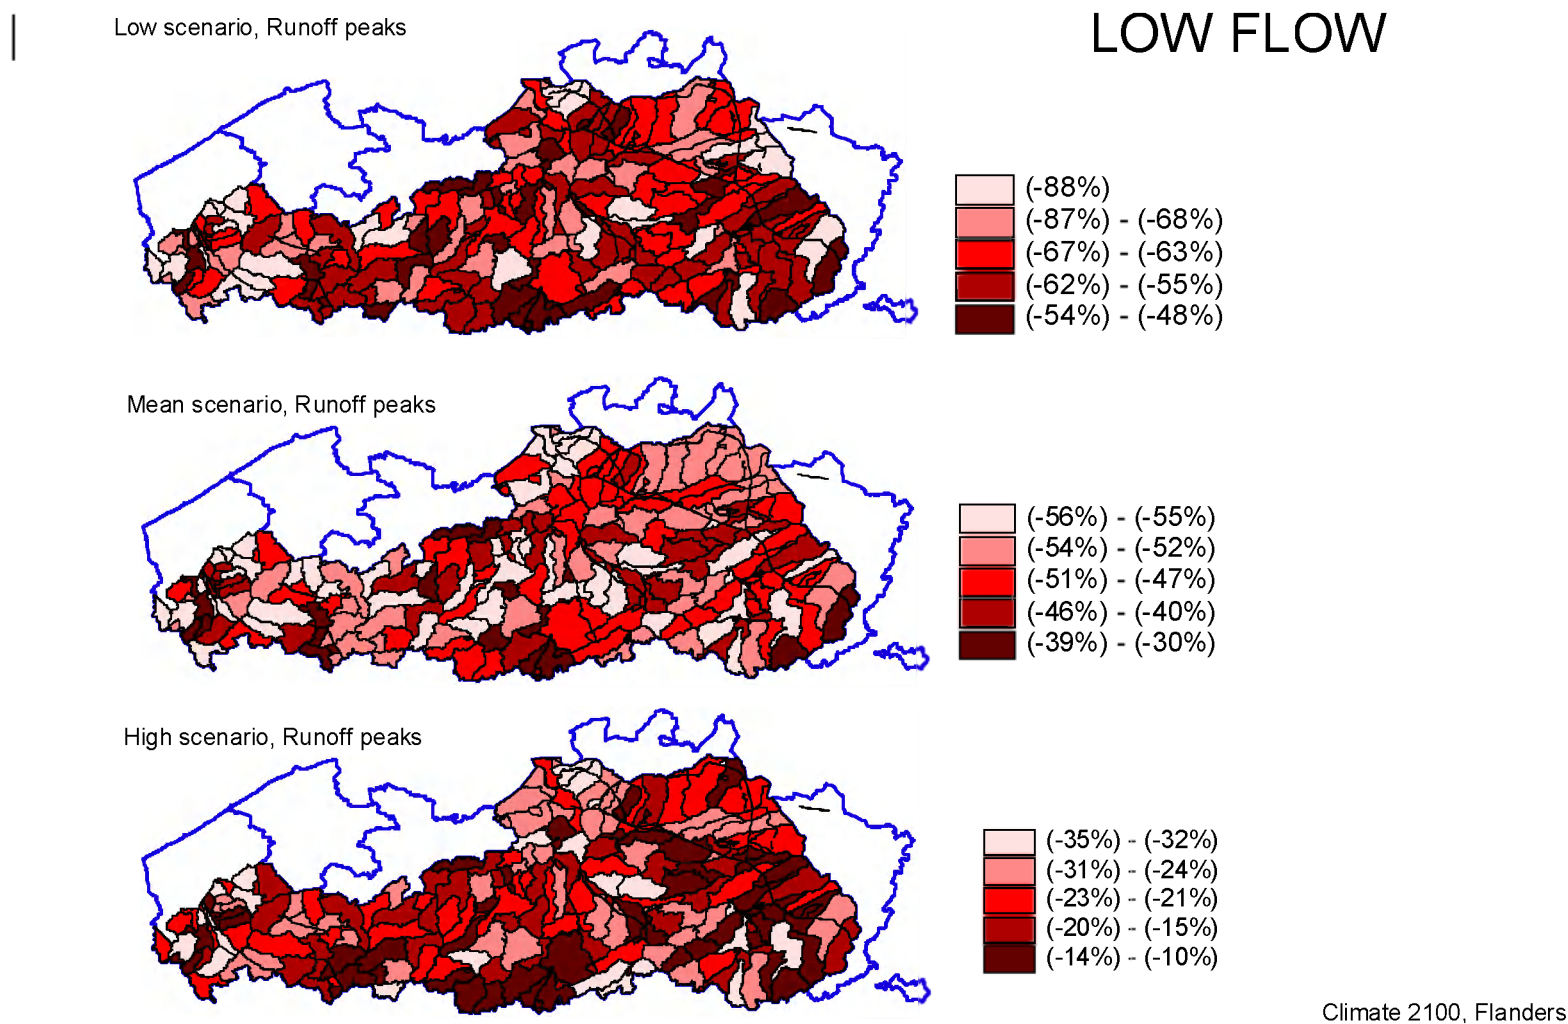 Low scenario, Runoff peaks
LOW FLOW
(-88%)
(-87%) - (-68%)
(-67%) - (-63%)
(-62%) - (-55%)
(-54%) - (-48%)
Mean scenario, Runoff peaks
(-56%) - (-55%)
(-54%) - (-52%)
(-51%) - (-47%)
(-46%) - (-40%)
(-39%) - (-30%)
High scenario, Runoff peaks
(-35%) - (-32%)
(-31%) - (-24%)
(-23%) - (-21%)
(-20%) - (-15%)
(-14%) - (-10%)
Climate 2100, Flanders